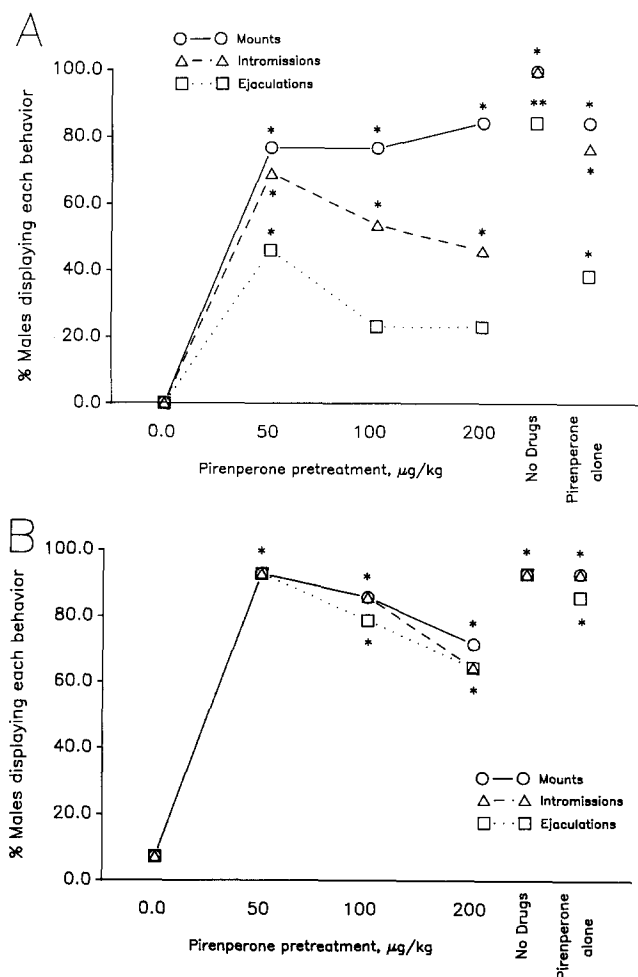 A
Mounts
Intromissions
Ejaculations
% Males displaying each behavior
100.0
80.0
60.0
40.0
20.0
0.0
*
*
*
*
**
*
*
*
*
*
*
*
*
0.0
50
100
200
No Drugs
Pirenperone
alone
Pirenperone pretreatment, μg/kg
B
% Males displaying each behavior
100.0
80.0
60.0
40.0
20.0
0.0
*
*
*
*
*
*
*
*
Mounts
Intromissions
Ejaculations
0.0
50
100
200
No Drugs
Pirenperone
alone
Pirenperone pretreatment, μg/kg